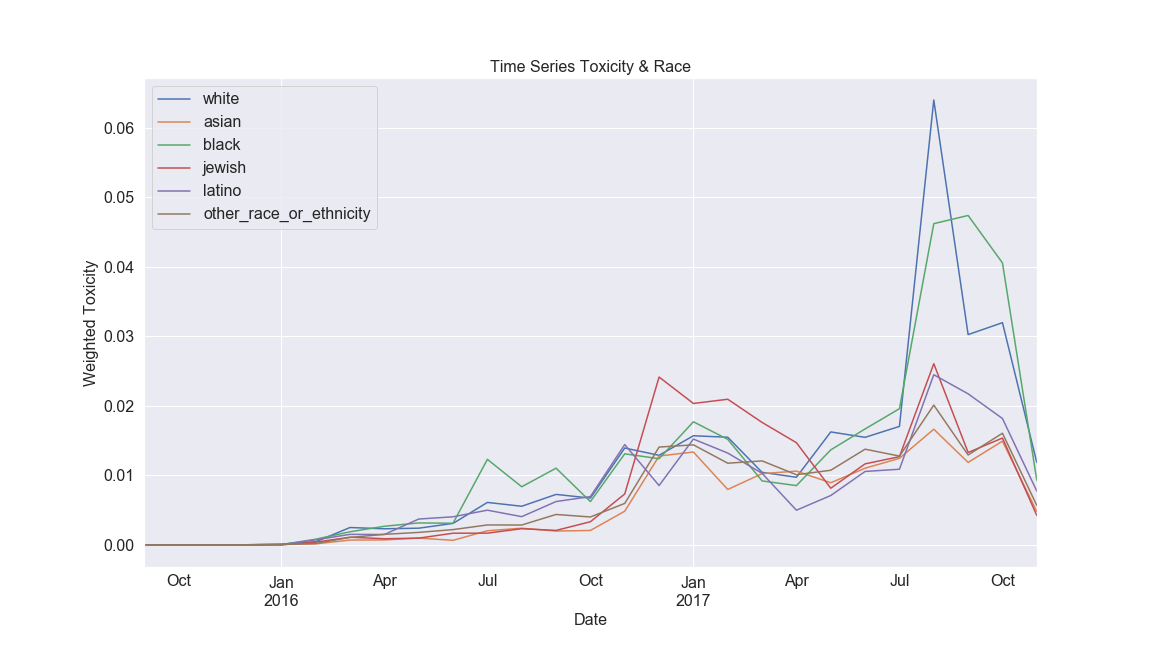 Time Series Toxicity & Race
white
asian
black
jewish
latino
other_race_or_ethnicity
0.06
0.05
0.04
0.03
0.02
0.01
0.00
Weighted Toxicity
Oct Jan Apr Jul Oct Jan Apr Jul Oct
2016 2017
Date